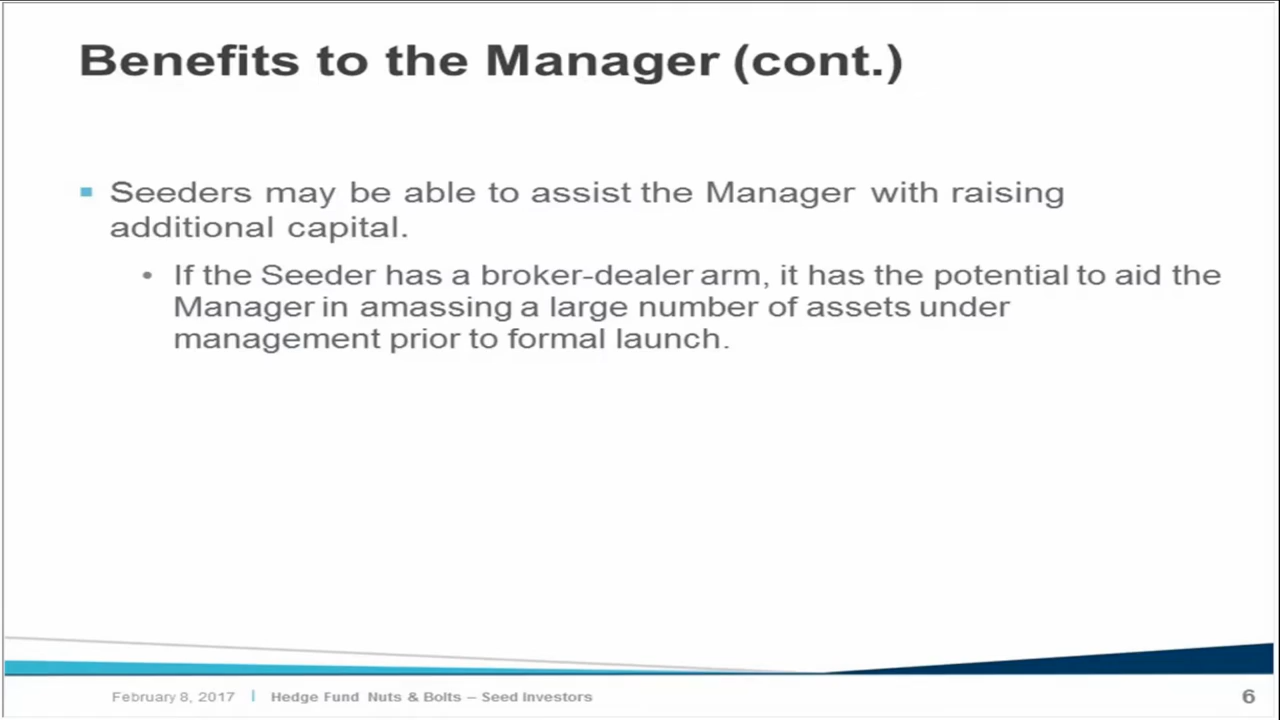 Benefits to the Manager (cont.)
Seeders may be able to assist the Manager with raising
additional capital.
• If the Seeder has a broker-dealer arm, it has the potential to aid the
Manager in amassing a large number of assets under
management prior to formal launch.
February 8, 2017 | Hedge Fund Nuts & Bolts – Seed Investors
6